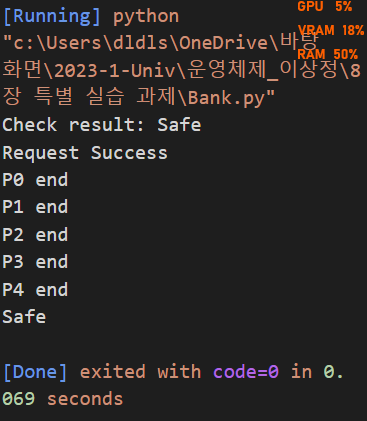 [Running] python
GPU 5%
"c:\Users\dldls\OneDrive\바탕
VRAM 18%
화면\2023-1-Univ\운영체제_이상정\8
RAM 50%
장 특별 실습 과제\Bank.py"
Check result: Safe
Request Success
P0 end
P1 end
P2 end
P3 end
P4 end
Safe
[Done] exited with code=0 in 0.
069 seconds